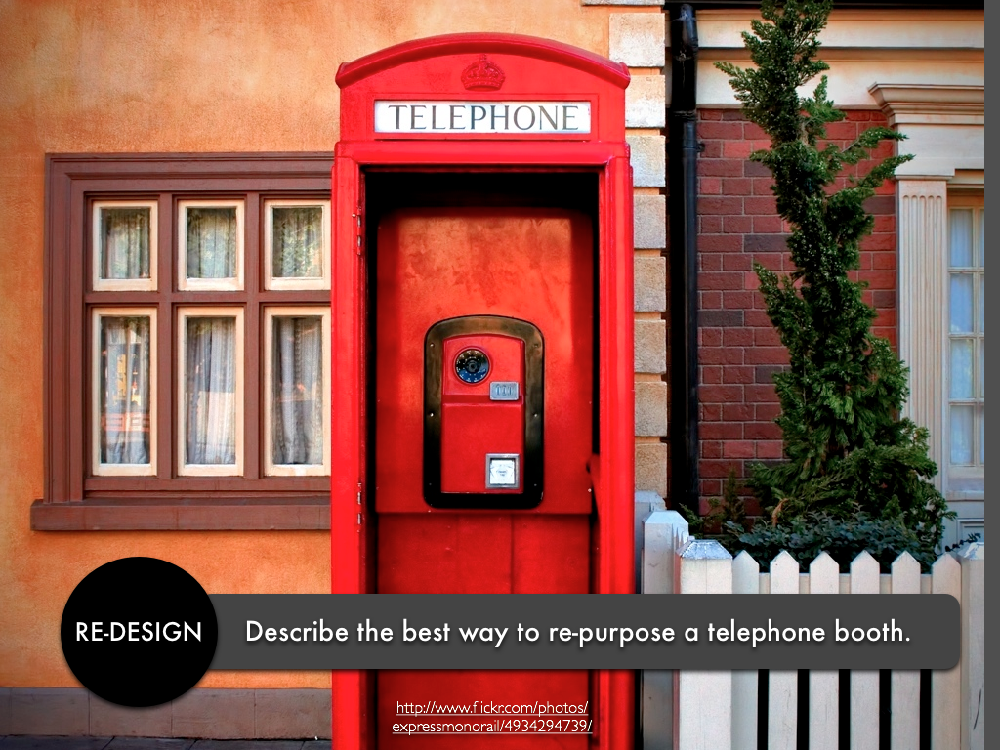 TELEPHONE
RE-DESIGN
Describe the best way to re-purpose a telephone booth.
http://www.flickr.com/photos/
expressmonorail/4934294739/